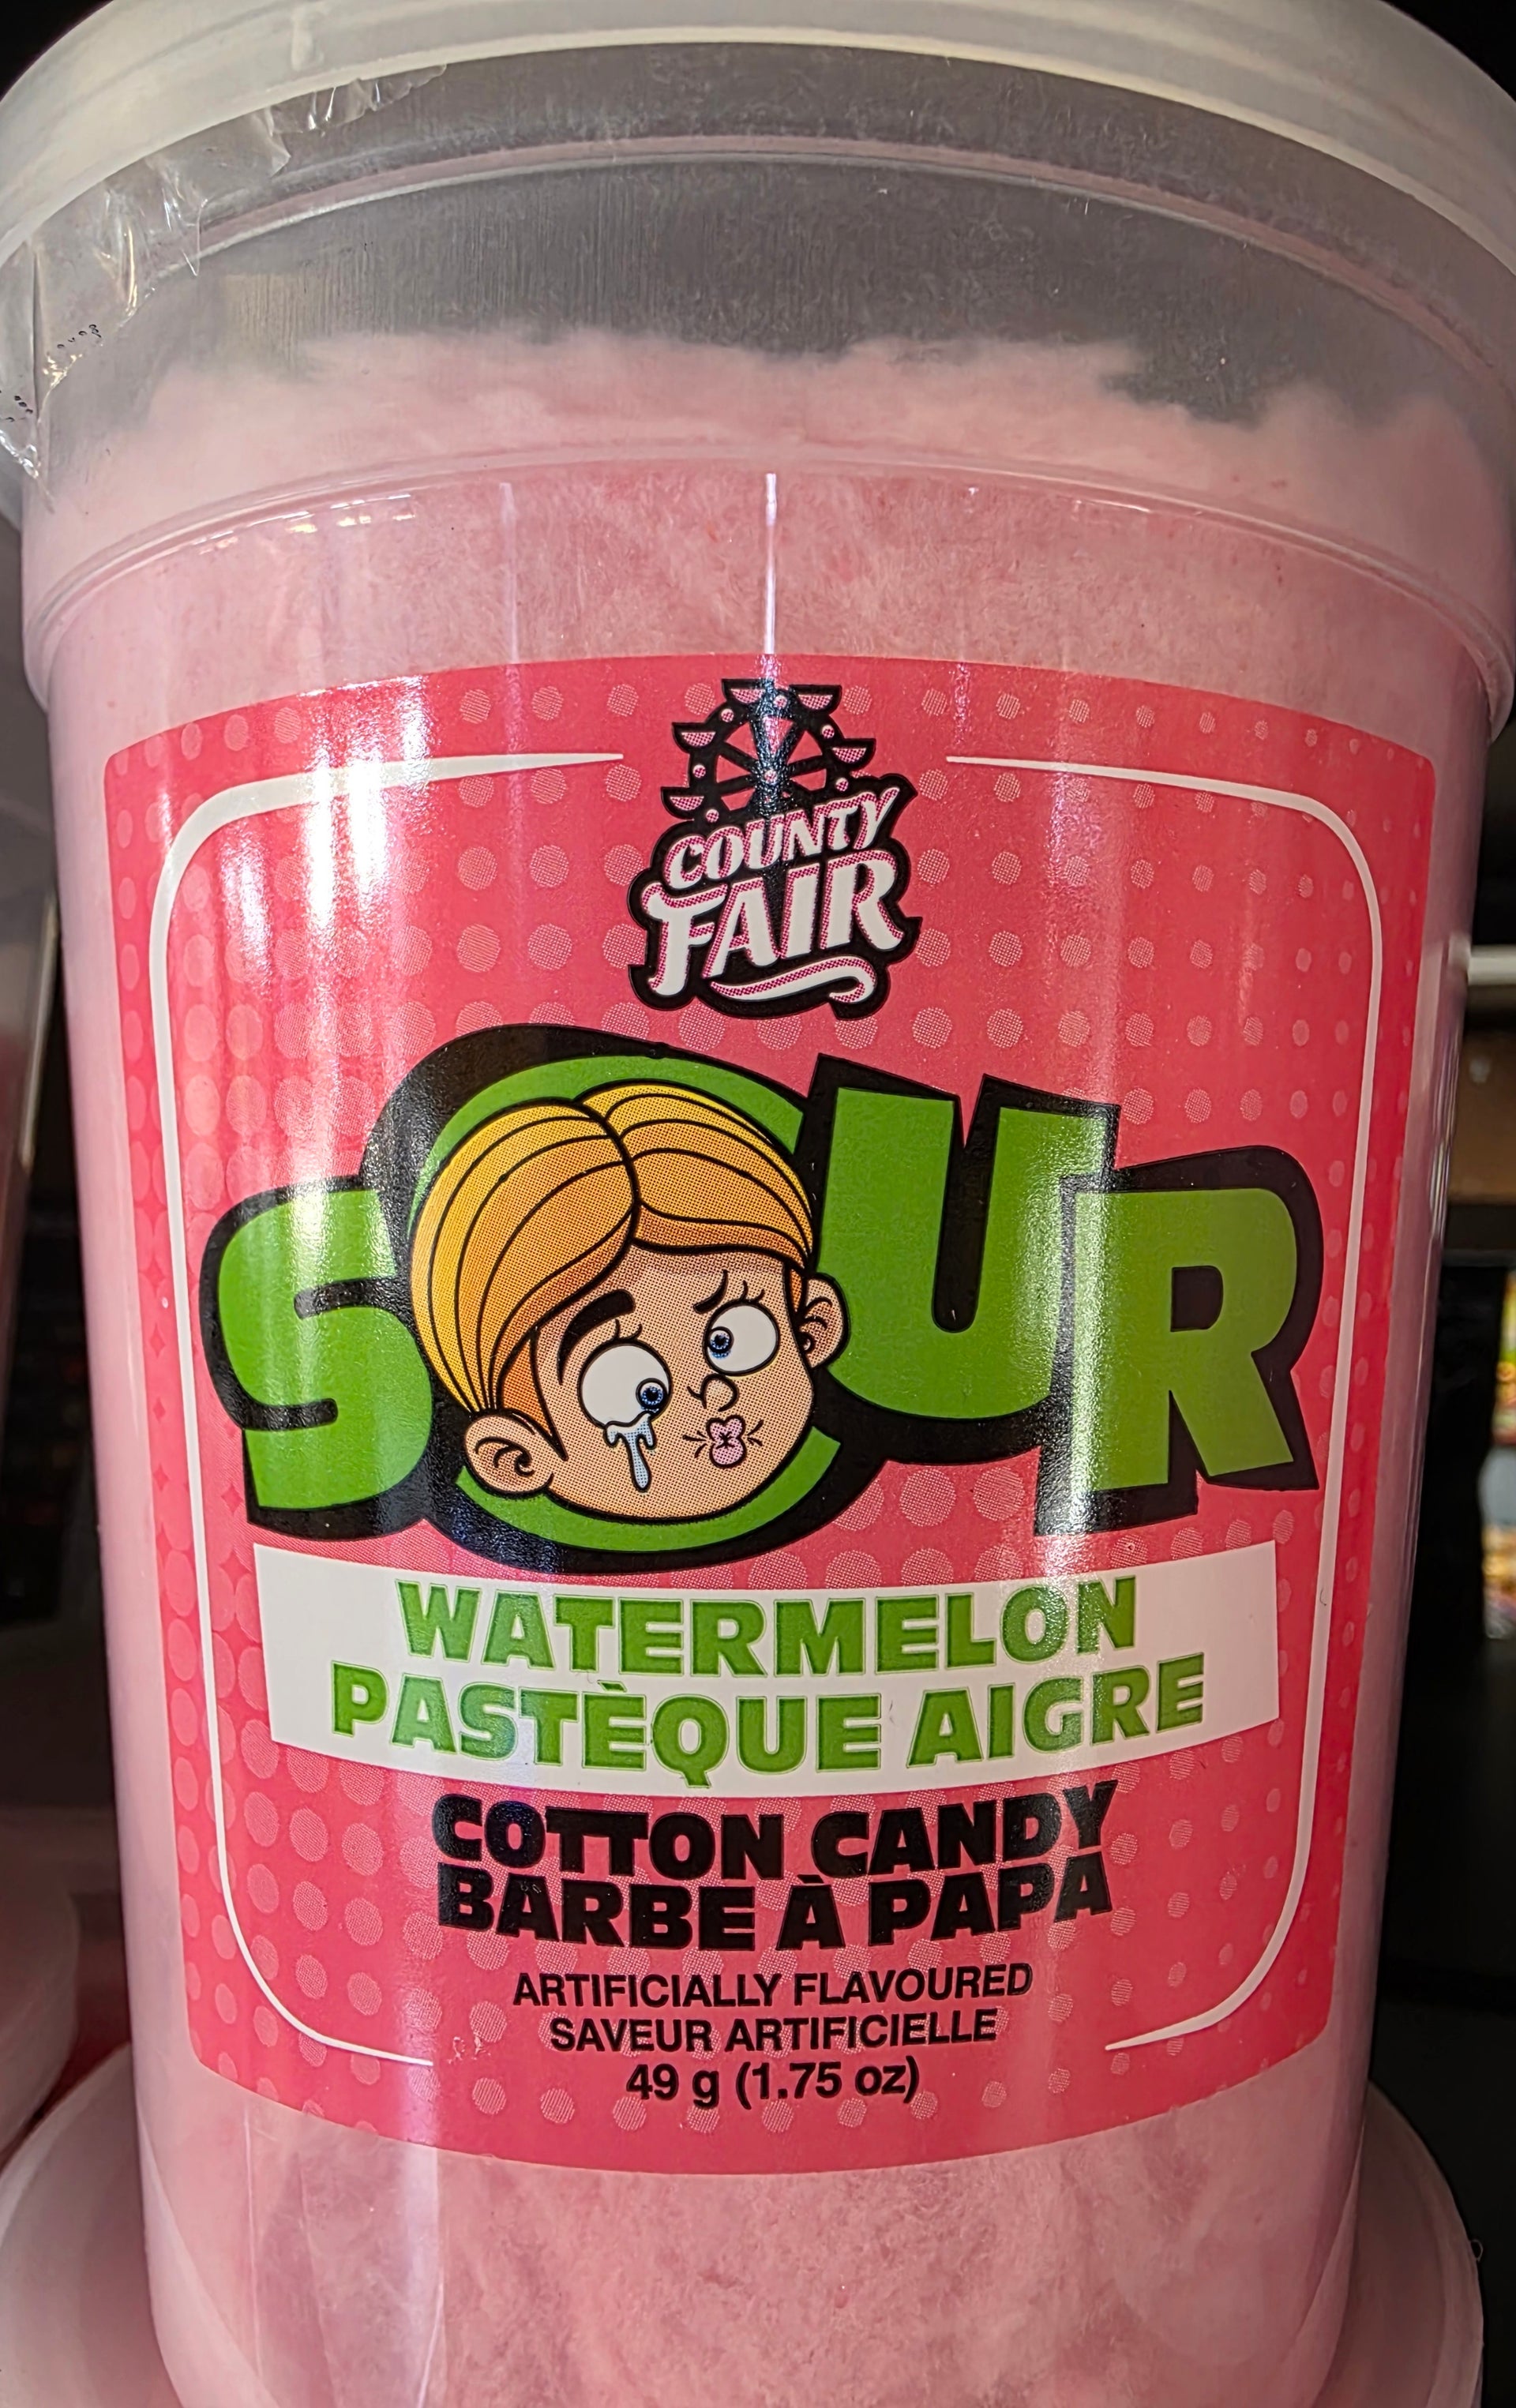 COUNTY
FAIR
SOUR
WATERMELON
PASTÈQUE AIGRE
COTTON CANDY
BARBE À PAPA
ARTIFICIALLY FLAVOURED
SAVEUR ARTIFICIELLE
49 g (1.75 oz)